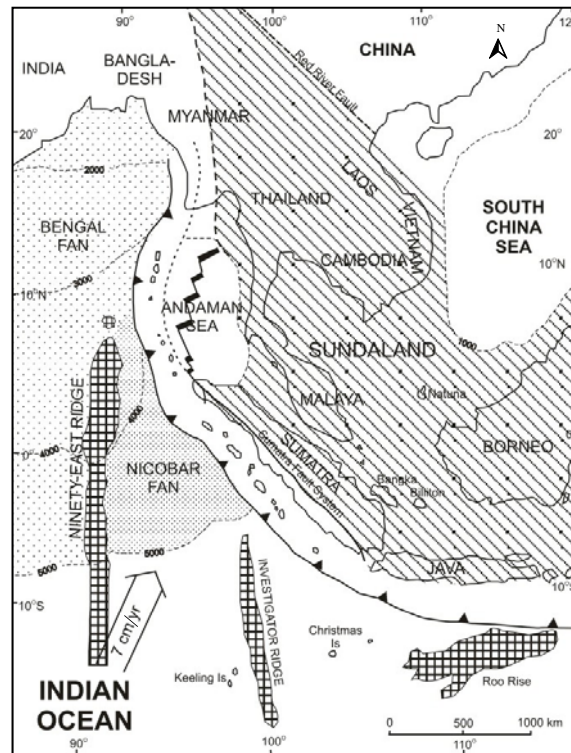 90°
100°
110°
12
N
CHINA
INDIA
BANGLA-
DESH
Red River Fault
MYANMAR
20°
20°
2000
LAOS
THAILAND
VIETNAM
BENGAL
FAN
SOUTH
CHINA
SEA
CAMBODIA
3000
10°N
10°N
ANDAMAN
SEA
1000
SUNDALAND
MALAYA
Natuna
4000
NINETY-EAST RIDGE
BORNEO
0°
4000
SUMATRA
Sumatra Fault System
NICOBAR
FAN
Bangka
Billiton
5000
5000
JAVA
10°S
10°S
7 cm/yr
INVESTIGATOR RIDGE
Christmas
Is
Keeling Is
Roo Rise
INDIAN
OCEAN
0 500 1000 km
90°
100°
110°